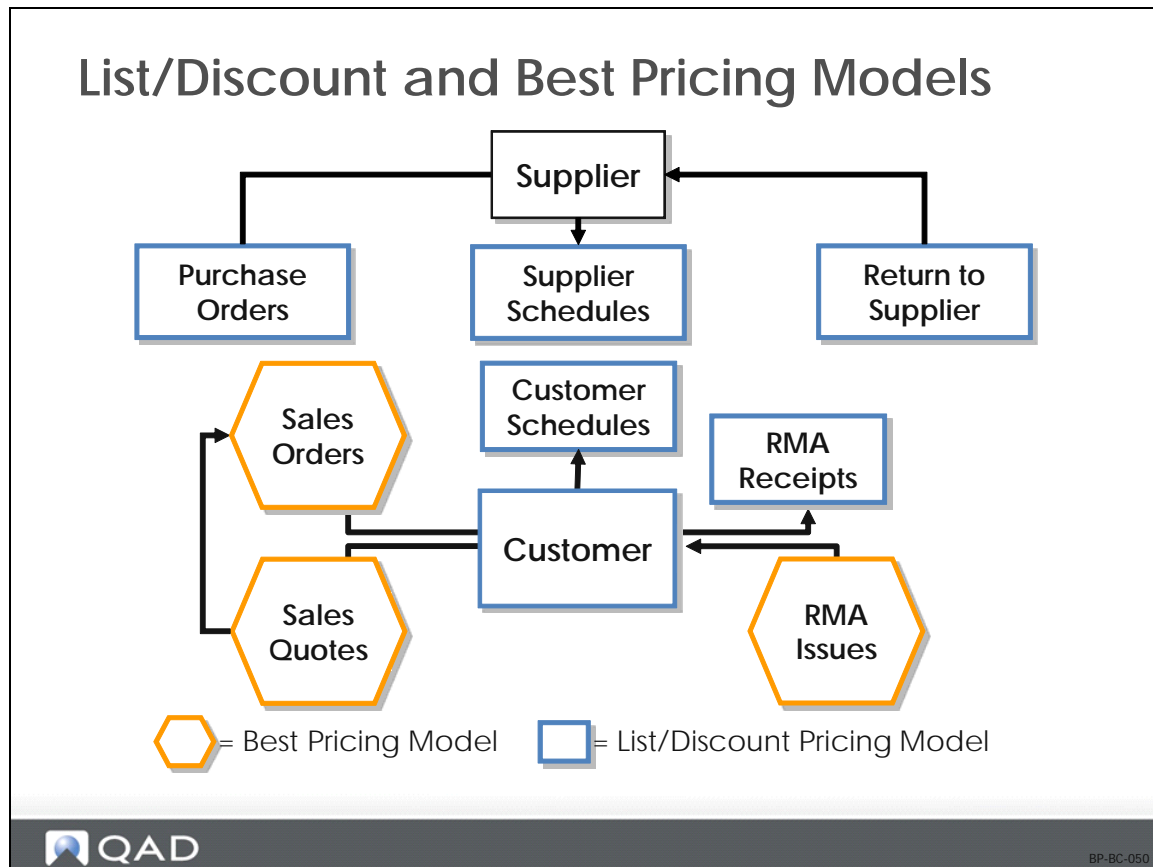 List/Discount and Best Pricing Models
Supplier
Purchase
Orders
Supplier
Schedules
Return to
Supplier
Sales
Orders
Customer
Schedules
RMA
Receipts
Customer
Sales
Quotes
RMA
Issues
= Best Pricing Model
= List/Discount Pricing Model
QAD
BP-BC-050